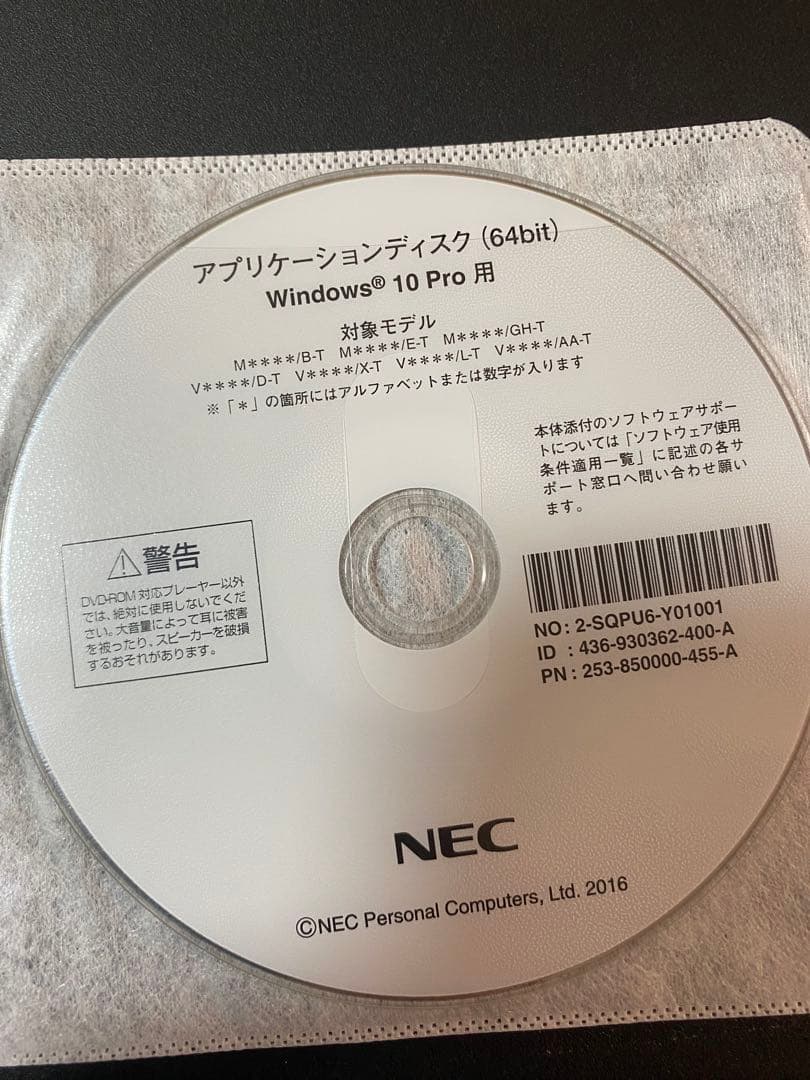 アプリケーションディスク(64bit)
Windows® 10 Pro 用
対象モデル
M＊＊＊＊/B-T M＊＊＊＊/E-T M＊＊＊＊/GH-T
V＊＊＊＊/D-T V＊＊＊＊/X-T V＊＊＊＊/L-T V＊＊＊＊/AA-T
※「＊」の箇所にはアルファベットまたは数字が入ります
本体添付のソフトウェアサポー
トについては「ソフトウェア使用
条件適用一覧」に記述の各サ
ポート窓口へ問い合わせ願い
ます。
⚠警告
DVD-ROM 対応プレーヤー以外
では、絶対に使用しないでくだ
さい。大音量によって耳に被害
を被ったり、スピーカーを破損
するおそれがあります。
NO : 2-SQPU6-Y01001
ID : 436-930362-400-A
PN : 253-850000-455-A
NEC
©NEC Personal Computers, Ltd. 2016